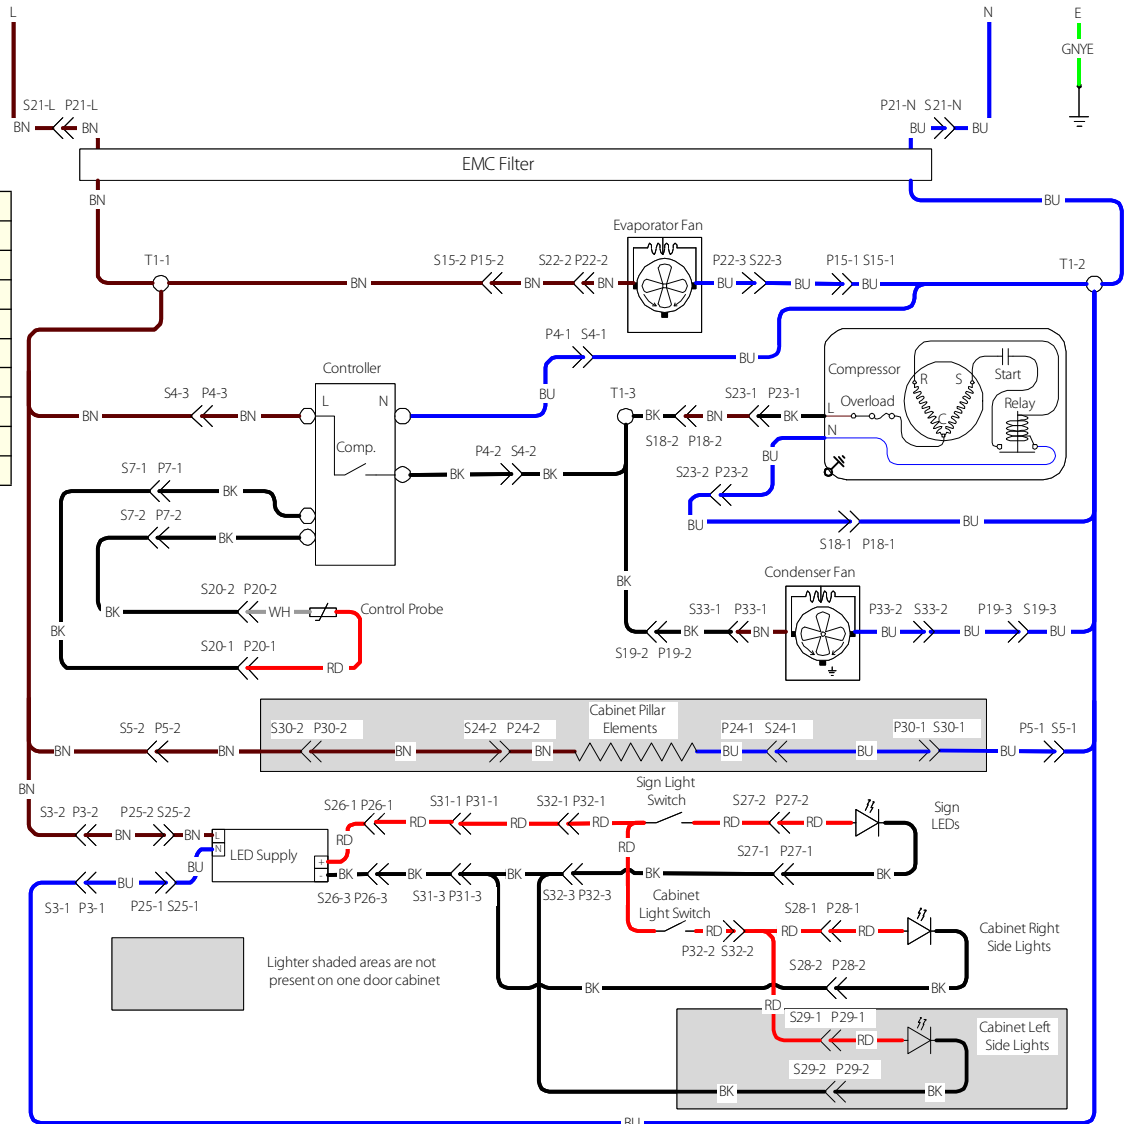 L
N
E
GNYE
S21-L P21-L
BN
BN
P21-N S21-N
BU
BU
EMC Filter
BN
BU
Evaporator Fan
T1-1
S15-2 P15-2
S22-2 P22-2
P22-3 S22-3
P15-1 S15-1
T1-2
BN
BN
BN
BU
BU
BU
P4-1 S4-1
BU
Controller
BU
Compressor
Start
R
S
C
Overload
Relay
L
N
S4-3 P4-3
BN
BN
L
N
Comp.
T1-3
BK
BN
BK
S23-1 P23-1
S18-2 P18-2
P4-2 S4-2
BK
BK
BU
S23-2 P23-2
BU
BU
S18-1 P18-1
S7-1 P7-1
BK
S7-2 P7-2
BK
S20-2 P20-2
BK
WH
Control Probe
BK
S20-1 P20-1
RD
BK
Condenser Fan
S33-1 P33-1
P33-2 S33-2
P19-3 S19-3
BK
BN
BU
BU
BU
S19-2 P19-2
Cabinet Pillar
Elements
S5-2 P5-2
S30-2 P30-2
S24-2 P24-2
P24-1 S24-1
P30-1 S30-1
P5-1 S5-1
BN
BN
BN
BN
BU
BU
BU
BN
Sign Light
Switch
S3-2 P3-2
P25-2 S25-2
BN
BN
L
N
LED Supply
+
-
BU
S26-1 P26-1
S31-1 P31-1
S32-1 P32-1
S27-2 P27-2
RD
RD
RD
RD
RD
RD
Sign
LEDs
RD
S27-1 P27-1
BK
BK
BK
BK
BK
S26-3 P26-3
S31-3 P31-3
S32-3 P32-3
BU
S3-1 P3-1
P25-1 S25-1
Cabinet
Light Switch
RD
P32-2 S32-2
S28-1 P28-1
RD
RD
Cabinet Right
Side Lights
S28-2 P28-2
BK
BK
Lighter shaded areas are not
present on one door cabinet
RD
S29-1 P29-1
RD
Cabinet Left
Side Lights
S29-2 P29-2
BK
BK
BU